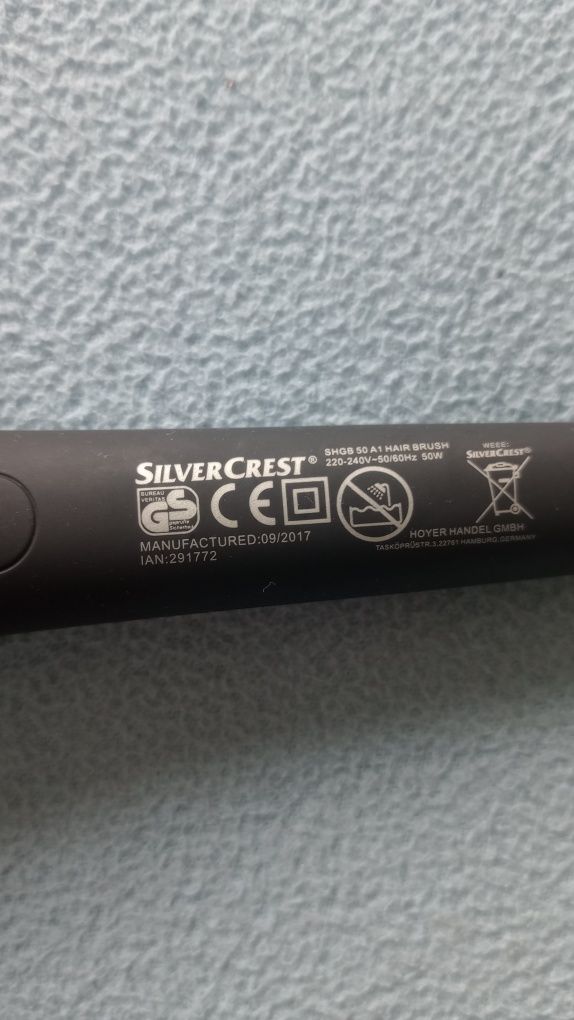 SILVERCREST®
SHGB 50 A1 HAIR BRUSH
220-240V~50/60Hz 50W
WEEE:
SILVERCREST®
BUREAU
VERITAS
GS
geprüfte
Sicherheit
CE
MANUFACTURED:09/2017
IAN:291772
HOYER HANDEL GMBH
TASKÖPRÜSTR.3,22761 HAMBURG,GERMANY